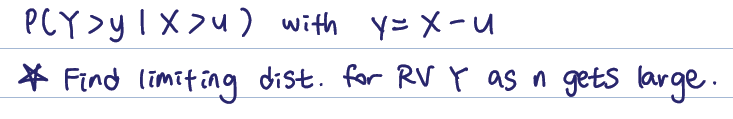 P(Y>y | X>u) with Y = X - u
* Find limiting dist. for RV Y as n gets large.